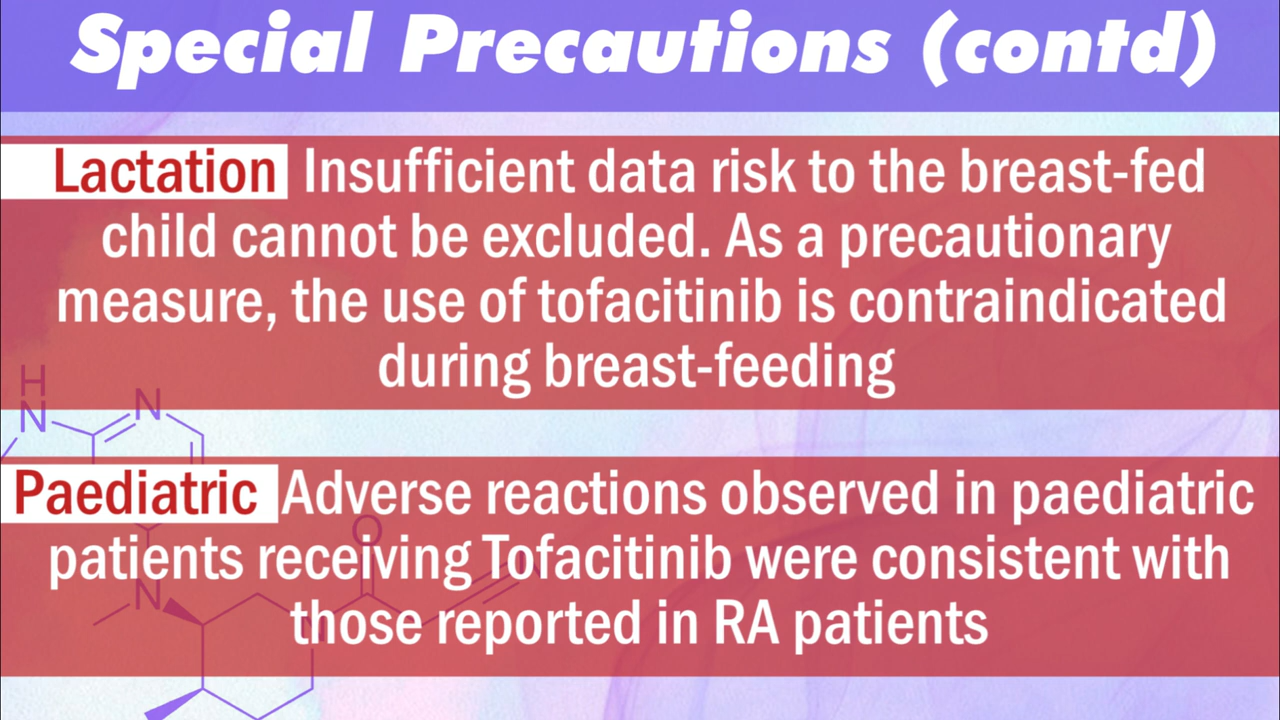 Special Precautions (contd)
Lactation Insufficient data risk to the breast-fed
child cannot be excluded. As a precautionary
measure, the use of tofacitinib is contraindicated
during breast-feeding
H
N N
Paediatric Adverse reactions observed in paediatric
patients receiving Tofacitinib were consistent with
O
N
those reported in RA patients